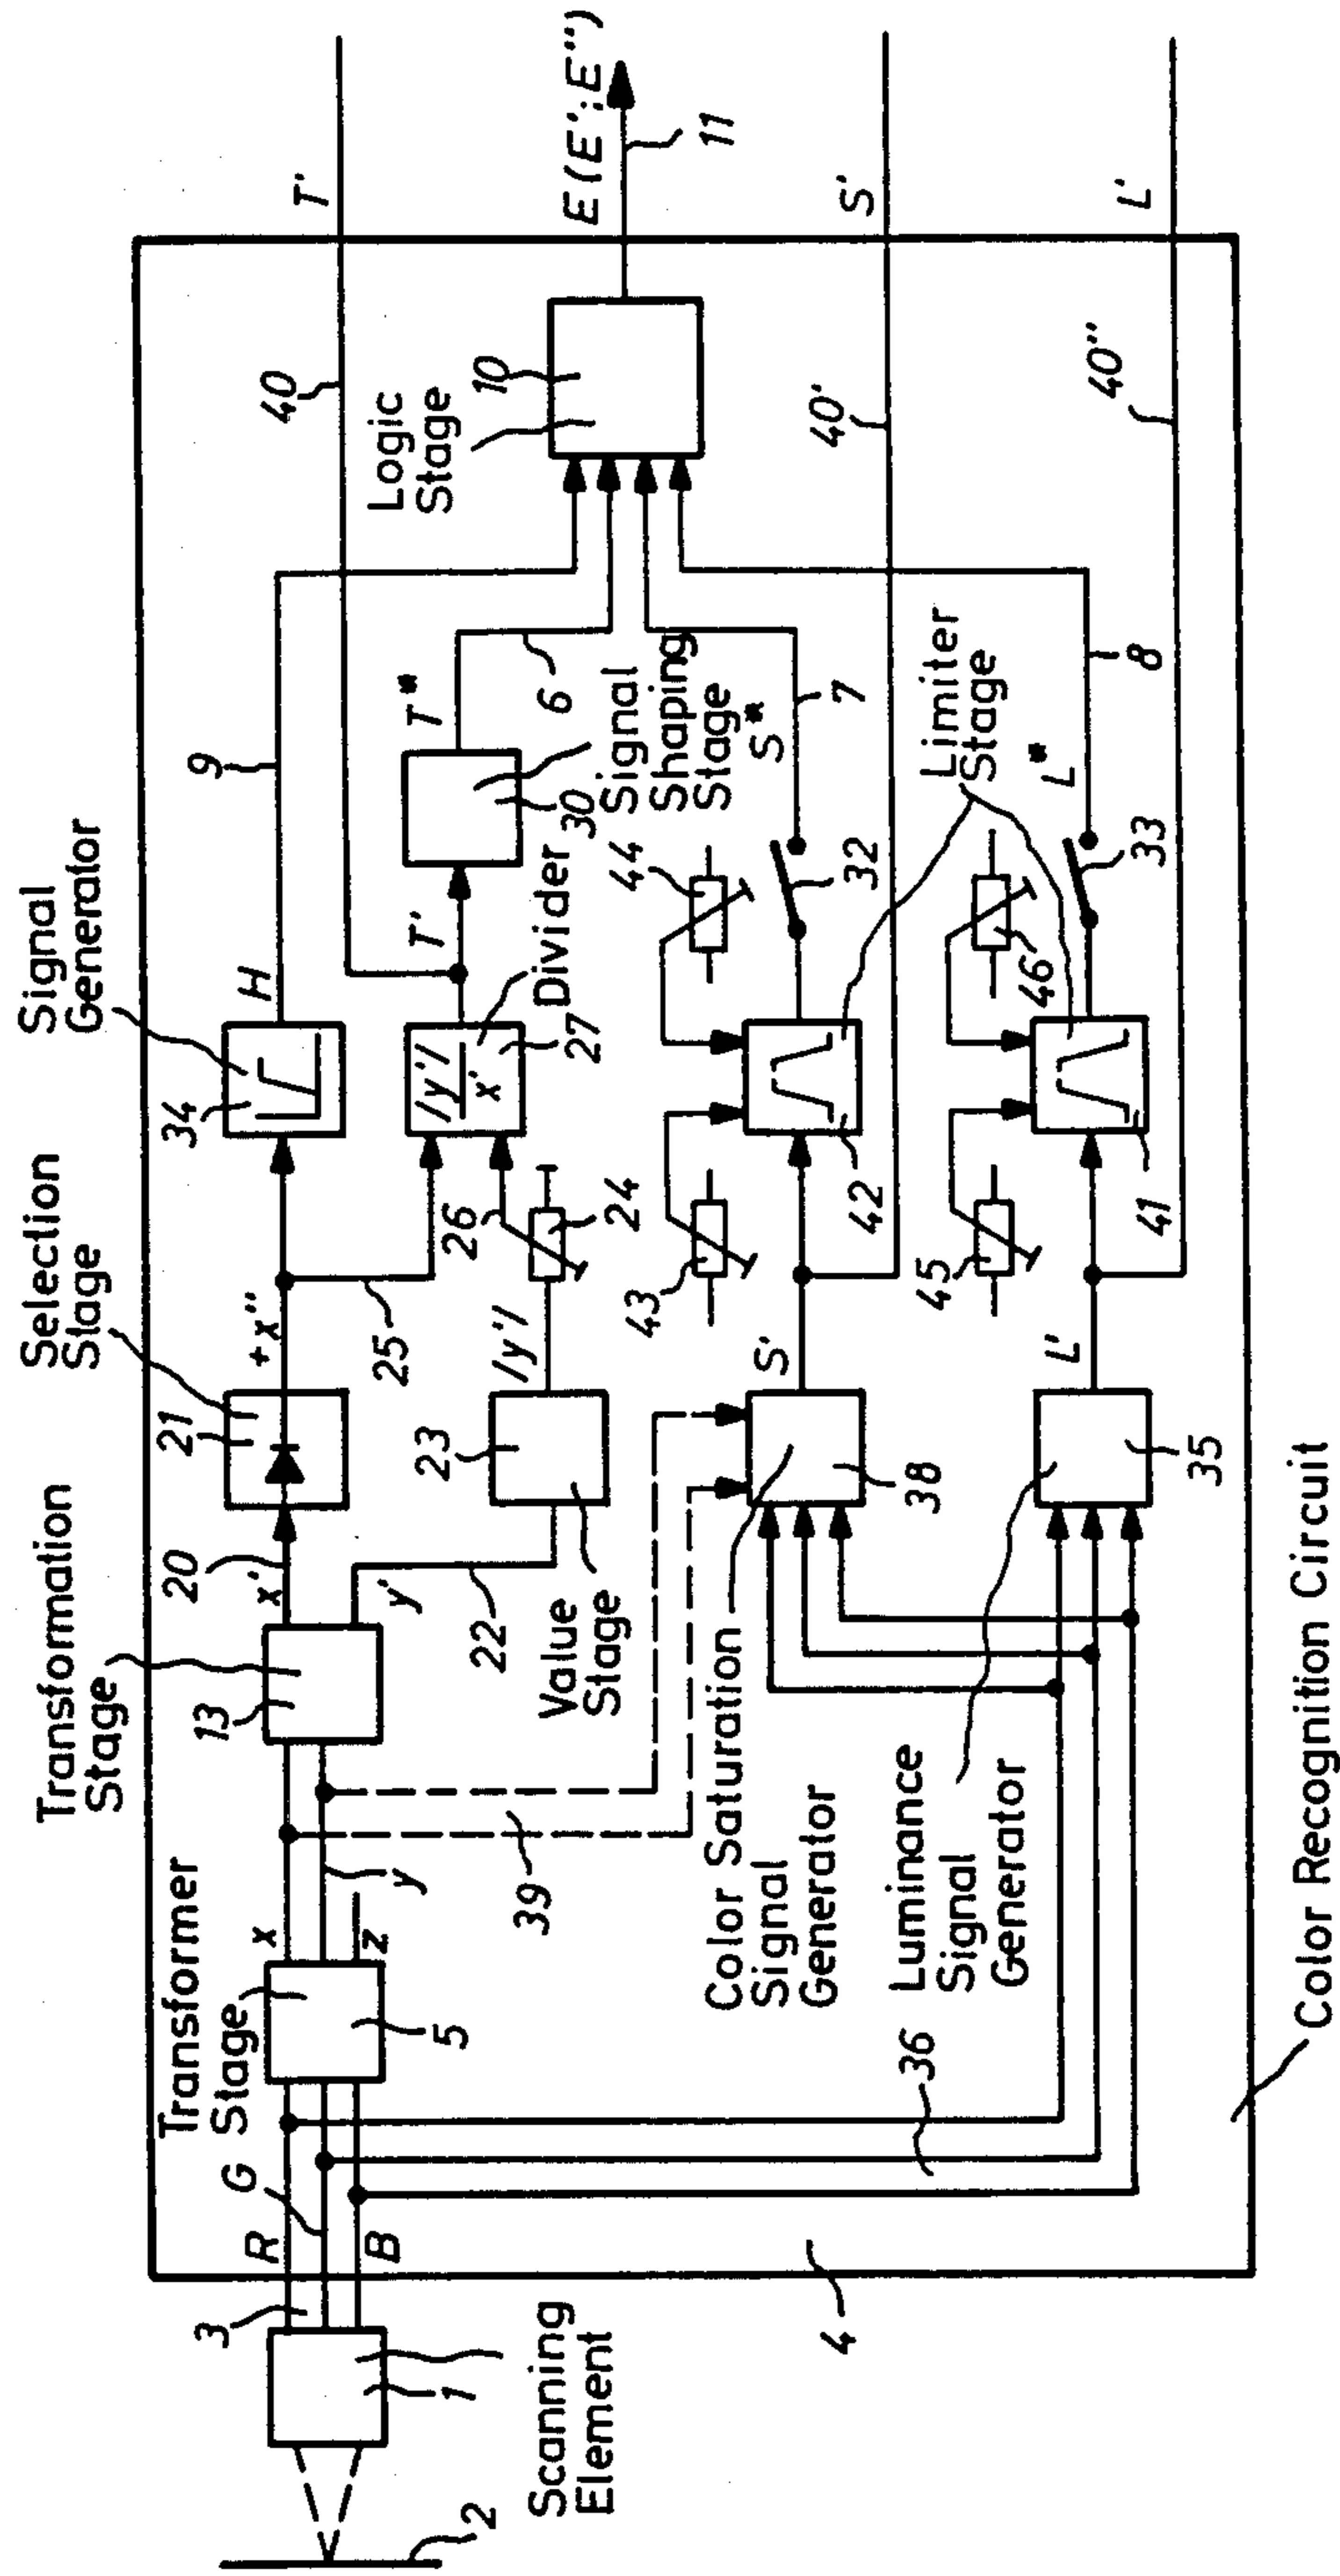 Signal
Generator
Selection
Stage
Transformation
Stage
Transformer
Stage
Scanning
Element
1
2
3
R
G
B
5
x
y
z
13
x'
20
y'
22
21
+x''
25
Value
Stage
23
/y'/
24
26
34
H
9
/y'/
x'
27
Divider
T'
40
T'
T*
30
6
Signal
Shaping
Stage
Logic
Stage
10
E(E';E'')
11
39
Color Saturation
Signal
Generator
38
S'
43
44
42
32
S*
7
40'
S'
36
Luminance
Signal
Generator
35
L'
45
46
41
33
L*
8
Limiter
Stage
40''
L'
4
Color Recognition Circuit